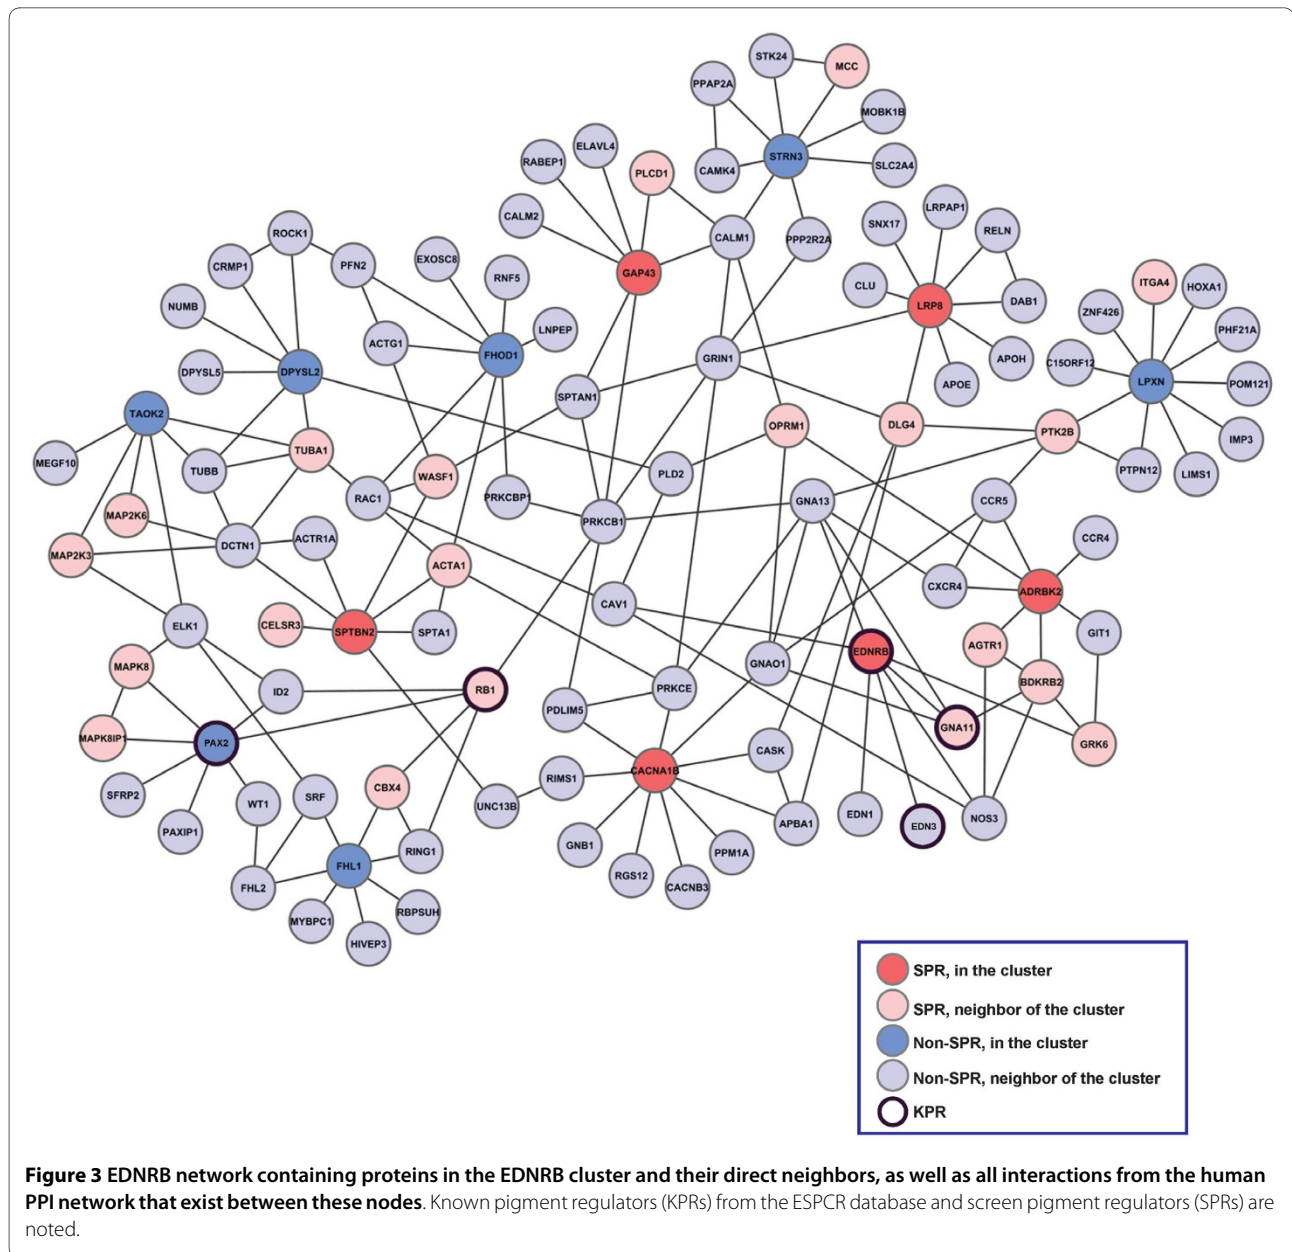 STK24
MCC
PPAP2A
MOBK1B
ELAVL4
RABEP1
PLCD1
STRN3
CAMK4
SLC2A4
CALM2
SNX17
LRPAP1
RELN
ROCK1
CALM1
PPP2R2A
CRMP1
PFN2
EXOSC8
RNF5
GAP43
CLU
LRP8
DAB1
ITGA4
HOXA1
NUMB
ZNF426
PHF21A
LNPEP
ACTG1
FHOD1
GRIN1
APOH
C15ORF12
DPYSL5
DPYSL2
APOE
LPXN
POM121
SPTAN1
TAOK2
OPRM1
DLG4
PTK2B
IMP3
MEGF10
TUBB
TUBA1
WASF1
PLD2
PTPN12
LIMS1
RAC1
PRKCBP1
GNA13
CCR5
MAP2K6
PRKCB1
MAP2K3
DCTN1
ACTR1A
CCR4
ACTA1
CXCR4
ADRBK2
CAV1
ELK1
CELSR3
SPTBN2
SPTA1
GIT1
EDNRB
AGTR1
MAPK8
GNAO1
BDKRB2
ID2
RB1
PRKCE
PDLIM5
GNA11
MAPK8IP1
PAX2
GRK6
CASK
CACNA1B
RIMS1
SFRP2
WT1
SRF
CBX4
UNC13B
EDN1
EDN3
NOS3
PAXIP1
APBA1
GNB1
PPM1A
RING1
FHL1
RGS12
CACNB3
FHL2
MYBPC1
RBPSUH
HIVEP3
SPR, in the cluster
SPR, neighbor of the cluster
Non-SPR, in the cluster
Non-SPR, neighbor of the cluster
KPR
Figure 3 EDNRB network containing proteins in the EDNRB cluster and their direct neighbors, as well as all interactions from the human
PPI network that exist between these nodes. Known pigment regulators (KPRs) from the ESPCR database and screen pigment regulators (SPRs) are
noted.